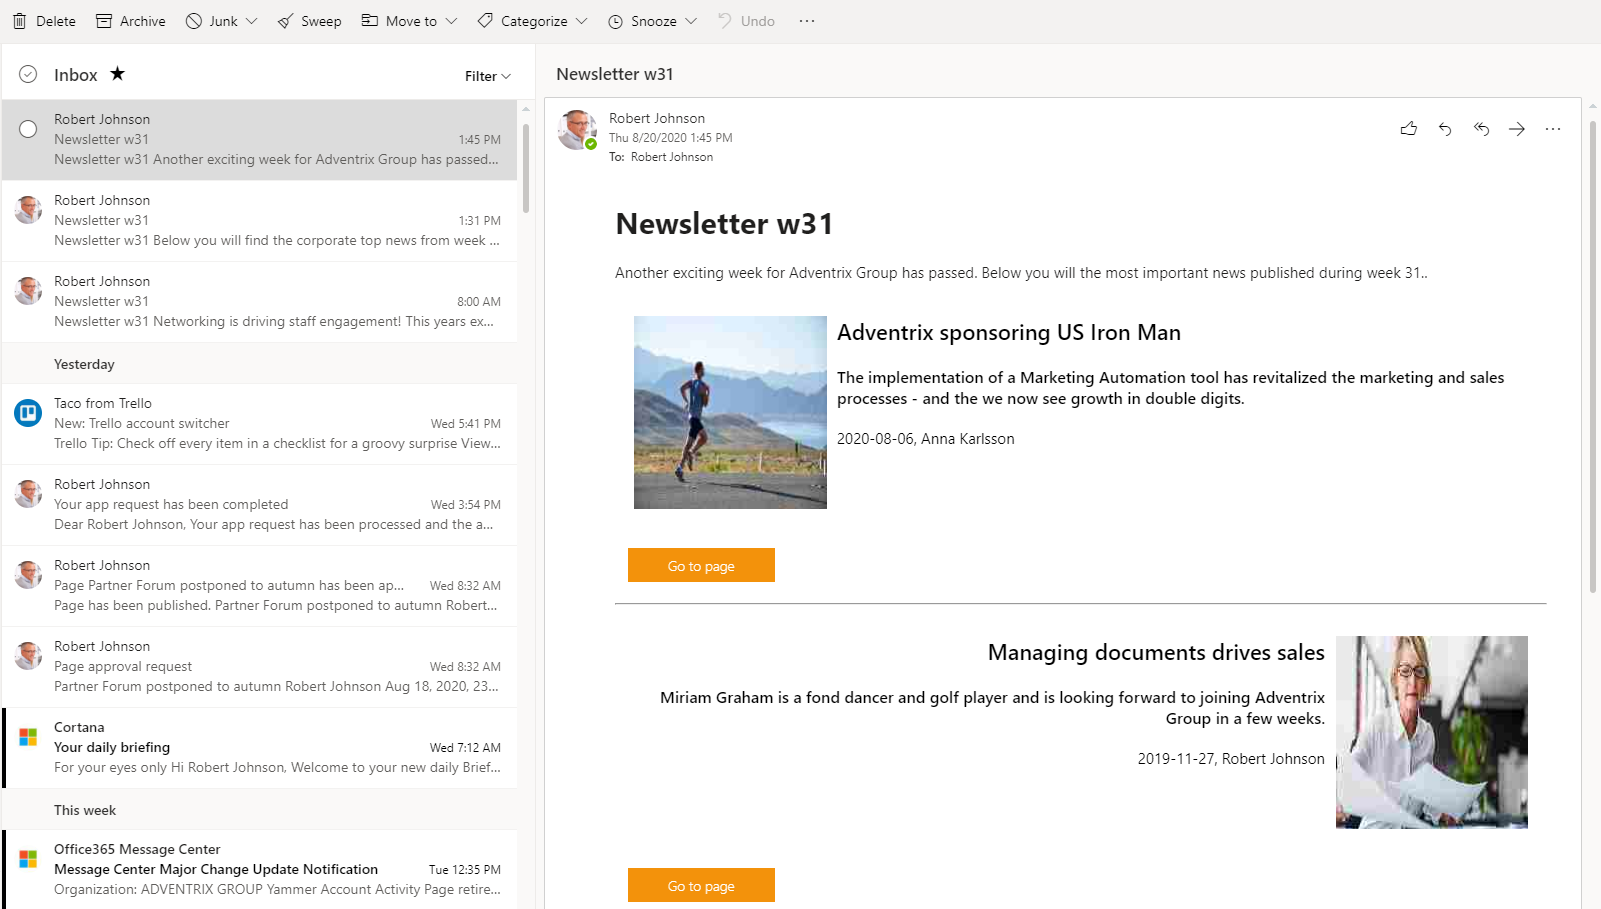 Delete Archive Junk Sweep Move to Categorize Snooze Undo
Inbox
Filter
Robert Johnson
Newsletter w31 1:45 PM
Newsletter w31 Another exciting week for Adventrix Group has passed...
Robert Johnson
Newsletter w31 1:31 PM
Newsletter w31 Below you will find the corporate top news from week ...
Robert Johnson
Newsletter w31 8:00 AM
Newsletter w31 Networking is driving staff engagement! This years ex...
Yesterday
Taco from Trello
New: Trello account switcher Wed 5:41 PM
Trello Tip: Check off every item in a checklist for a groovy surprise View...
Robert Johnson
Your app request has been completed Wed 3:54 PM
Dear Robert Johnson, Your app request has been processed and the a...
Robert Johnson
Page Partner Forum postponed to autumn has been ap... Wed 8:32 AM
Page has been published. Partner Forum postponed to autumn Robert...
Robert Johnson
Page approval request Wed 8:32 AM
Partner Forum postponed to autumn Robert Johnson Aug 18, 2020, 23...
Cortana
Your daily briefing Wed 7:12 AM
For your eyes only Hi Robert Johnson, Welcome to your new daily Brief...
This week
Office365 Message Center
Message Center Major Change Update Notification Tue 12:35 PM
Organization: ADVENTRIX GROUP Yammer Account Activity Page retire...
Newsletter w31
Robert Johnson
Thu 8/20/2020 1:45 PM
To: Robert Johnson
Newsletter w31
Another exciting week for Adventrix Group has passed. Below you will the most important news published during week 31..
Adventrix sponsoring US Iron Man
The implementation of a Marketing Automation tool has revitalized the marketing and sales
processes - and the we now see growth in double digits.
2020-08-06, Anna Karlsson
Go to page
Managing documents drives sales
Miriam Graham is a fond dancer and golf player and is looking forward to joining Adventrix
Group in a few weeks.
2019-11-27, Robert Johnson
Go to page